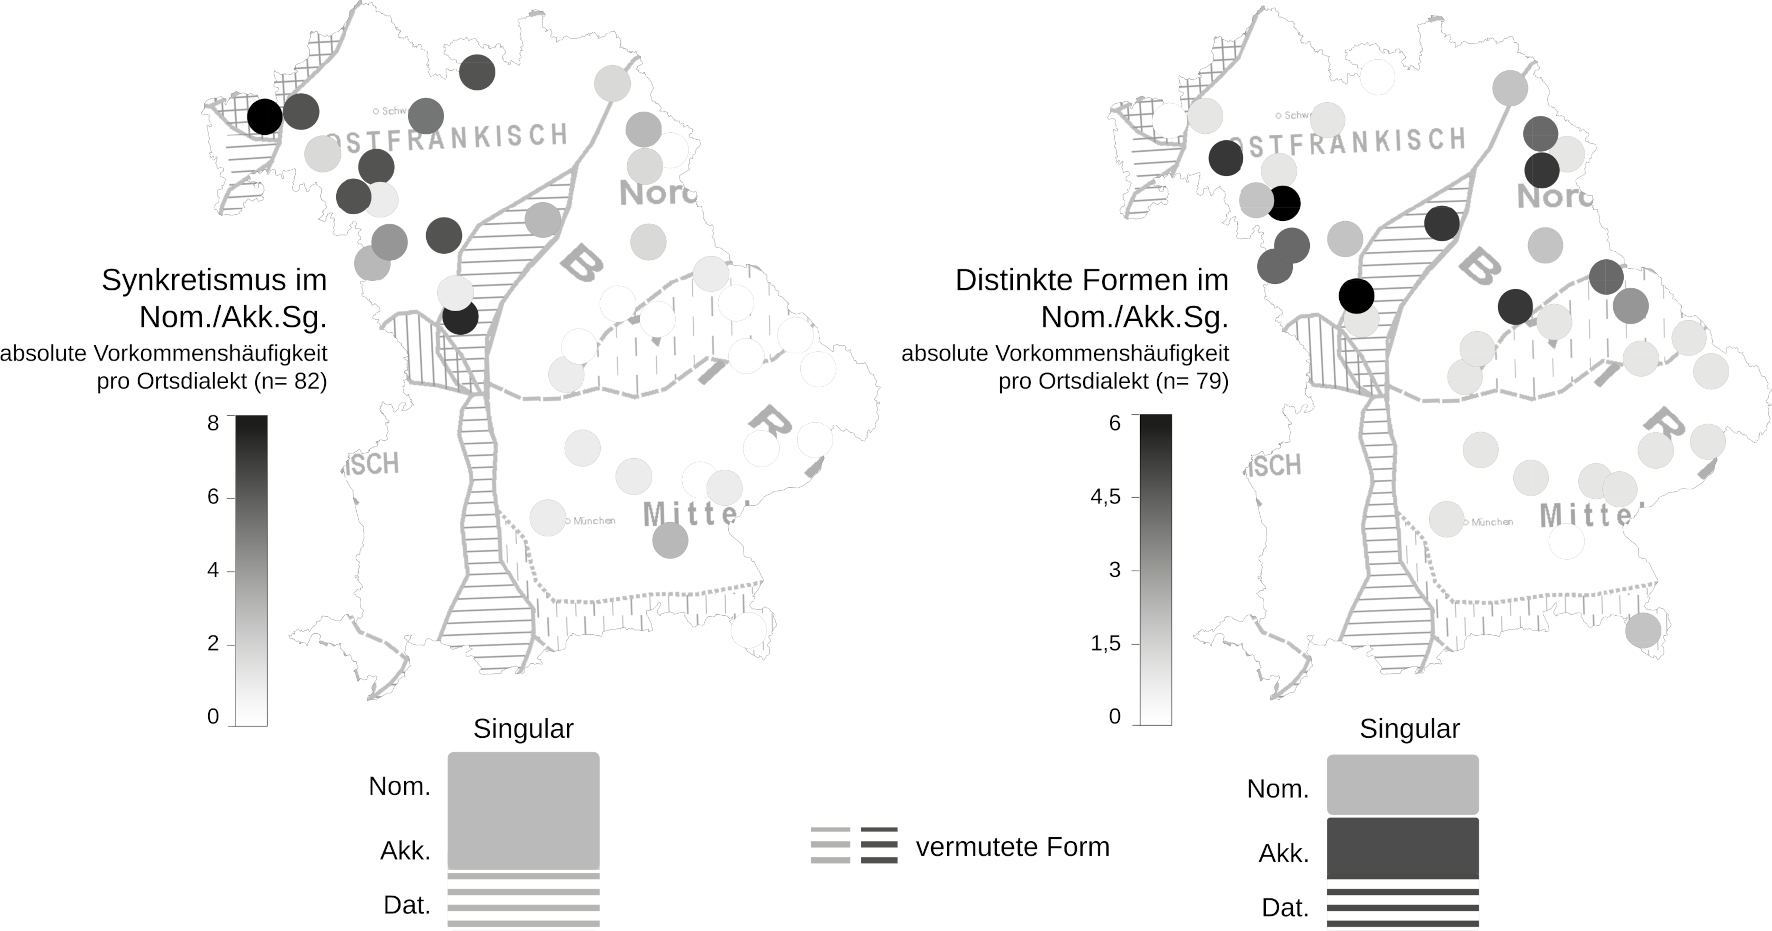 Schw
OSTFRÄNKISCH
Nord
B
Synkretismus im
Nom./Akk.Sg.
absolute Vorkommenshäufigkeit
pro Ortsdialekt (n= 82)
I
R
8
6
4
2
0
ISCH
München
Mitte
Singular
Nom.
Akk.
Dat.
Schw
OSTFRÄNKISCH
Nord
B
Distinkte Formen im
Nom./Akk.Sg.
absolute Vorkommenshäufigkeit
pro Ortsdialekt (n= 79)
I
R
6
4,5
3
1,5
0
ISCH
München
Mitte
Singular
Nom.
Akk.
Dat.
vermutete Form